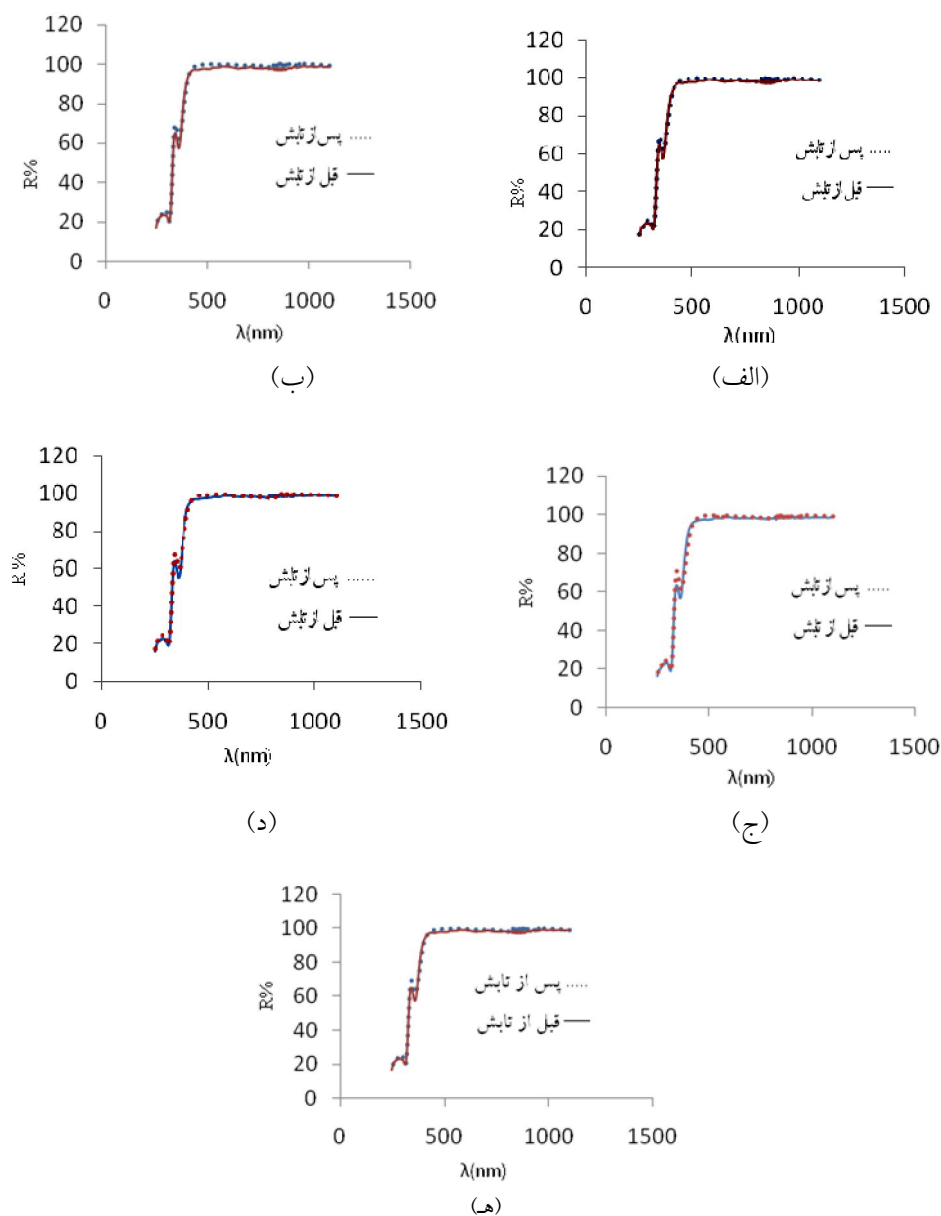 120
100
80
60
40
20
0
R%
پس از تابش .....
قبل از تابش —
0 500 1000 1500
λ(nm)
(الف)
120
100
80
60
40
20
0
R%
پس از تابش .....
قبل از تابش —
0 500 1000 1500
λ(nm)
(ب)
120
100
80
60
40
20
0
R%
پس از تابش .....
قبل از تابش —
0 500 1000 1500
λ(nm)
(ج)
120
100
80
60
40
20
0
R%
پس از تابش .....
قبل از تابش —
0 500 1000 1500
λ(nm)
(د)
120
100
80
60
40
20
0
R%
پس از تابش .....
قبل از تابش —
0 500 1000 1500
λ(nm)
(هـ)